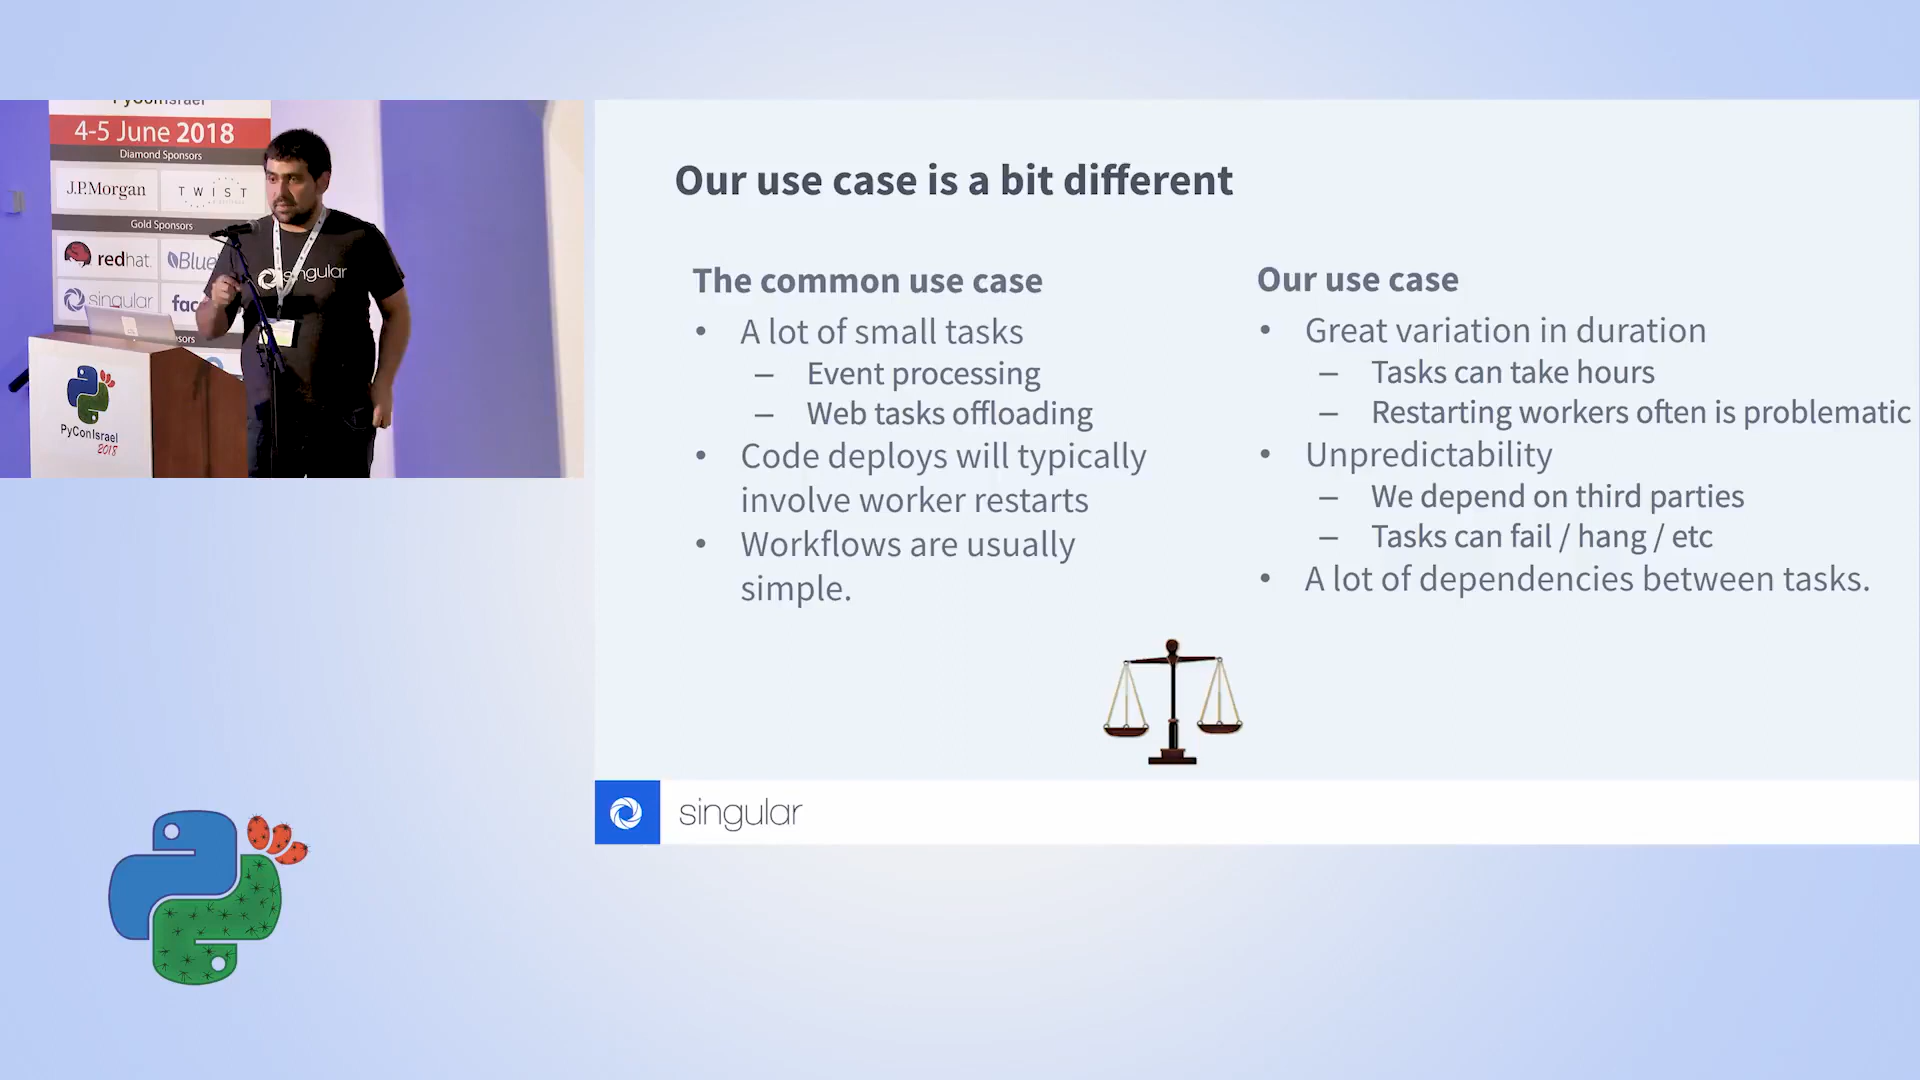 4-5 June 2018
Diamond Sponsors
J.P.Morgan
TWIST
Gold Sponsors
redhat.
Blue
singular
singular
PyConIsrael
2018
Our use case is a bit different
The common use case
• A lot of small tasks
– Event processing
– Web tasks offloading
• Code deploys will typically
involve worker restarts
• Workflows are usually
simple.
Our use case
• Great variation in duration
– Tasks can take hours
– Restarting workers often is problematic
• Unpredictability
– We depend on third parties
– Tasks can fail / hang / etc
• A lot of dependencies between tasks.
singular